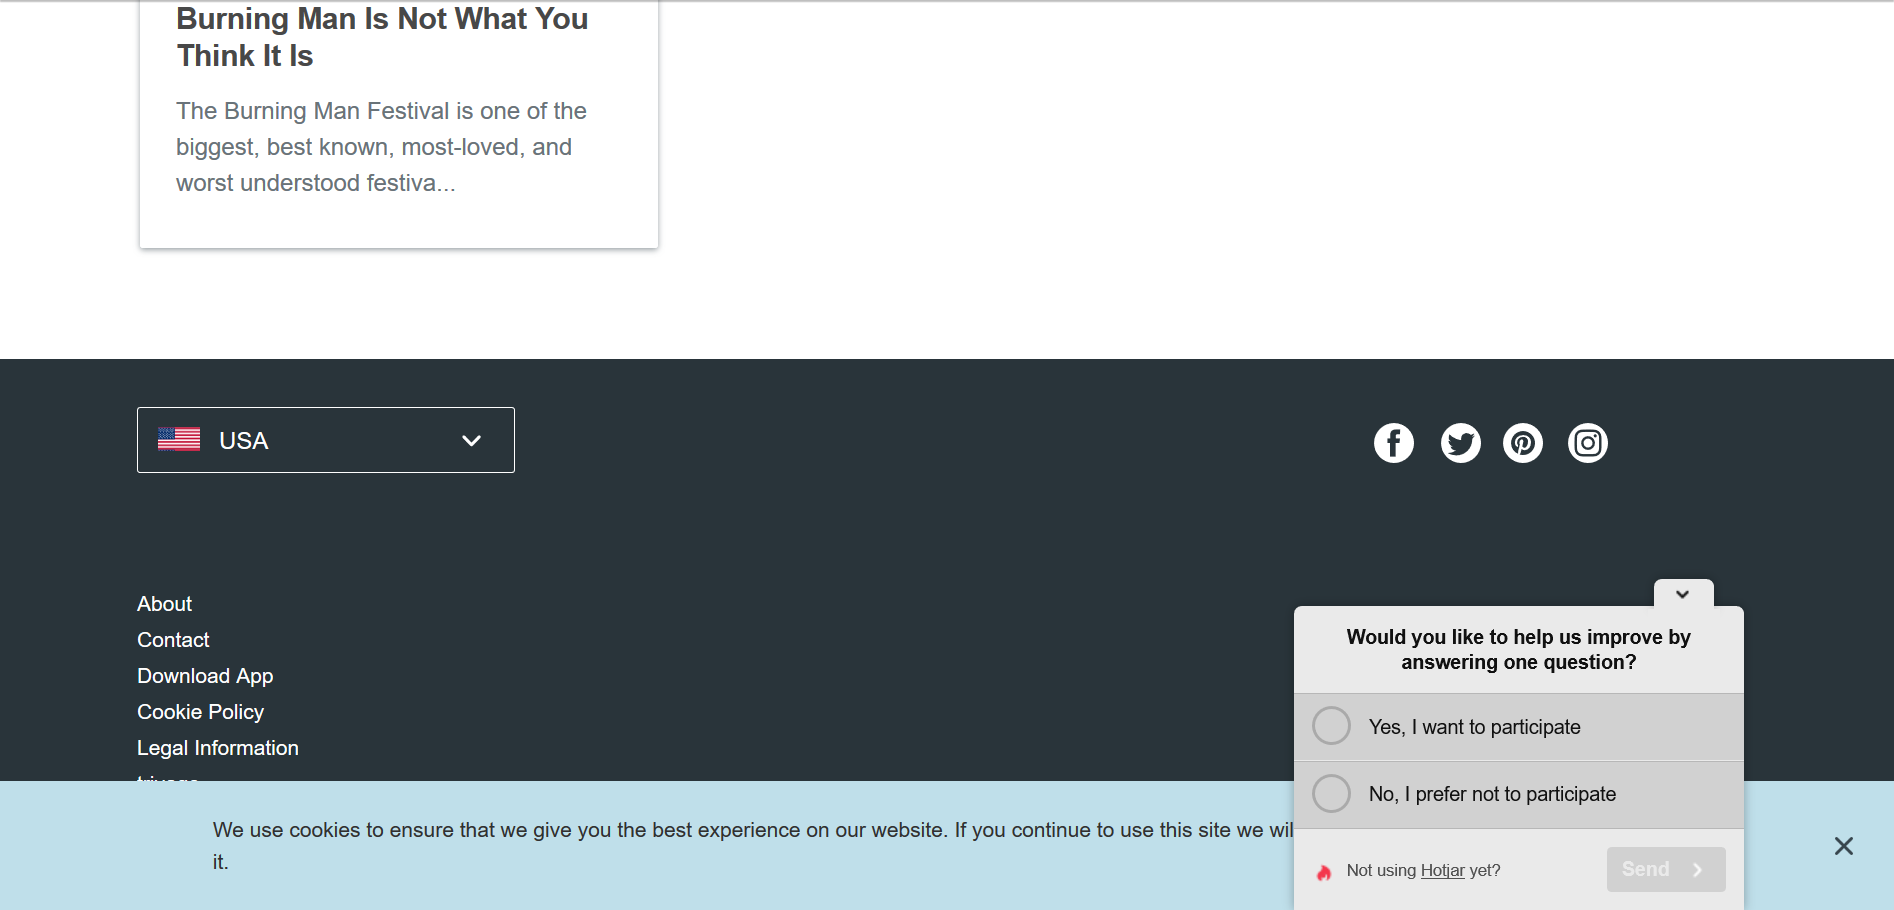 Burning Man Is Not What You
Think It Is
The Burning Man Festival is one of the
biggest, best known, most-loved, and
worst understood festiva...
USA
About
Contact
Download App
Cookie Policy
Legal Information
We use cookies to ensure that we give you the best experience on our website. If you continue to use this site we wil
it.
Would you like to help us improve by
answering one question?
Yes, I want to participate
No, I prefer not to participate
Not using Hotjar yet?
Send